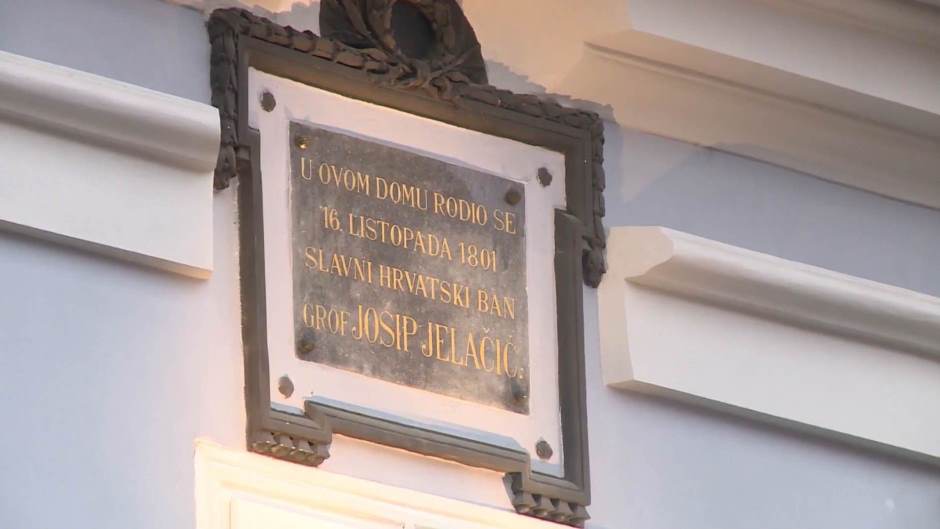 U OVOM DOMU RODIO SE
16. LISTOPADA 1801
SLAVNI HRVATSKI BAN
GROF JOSIP JELAČIĆ.